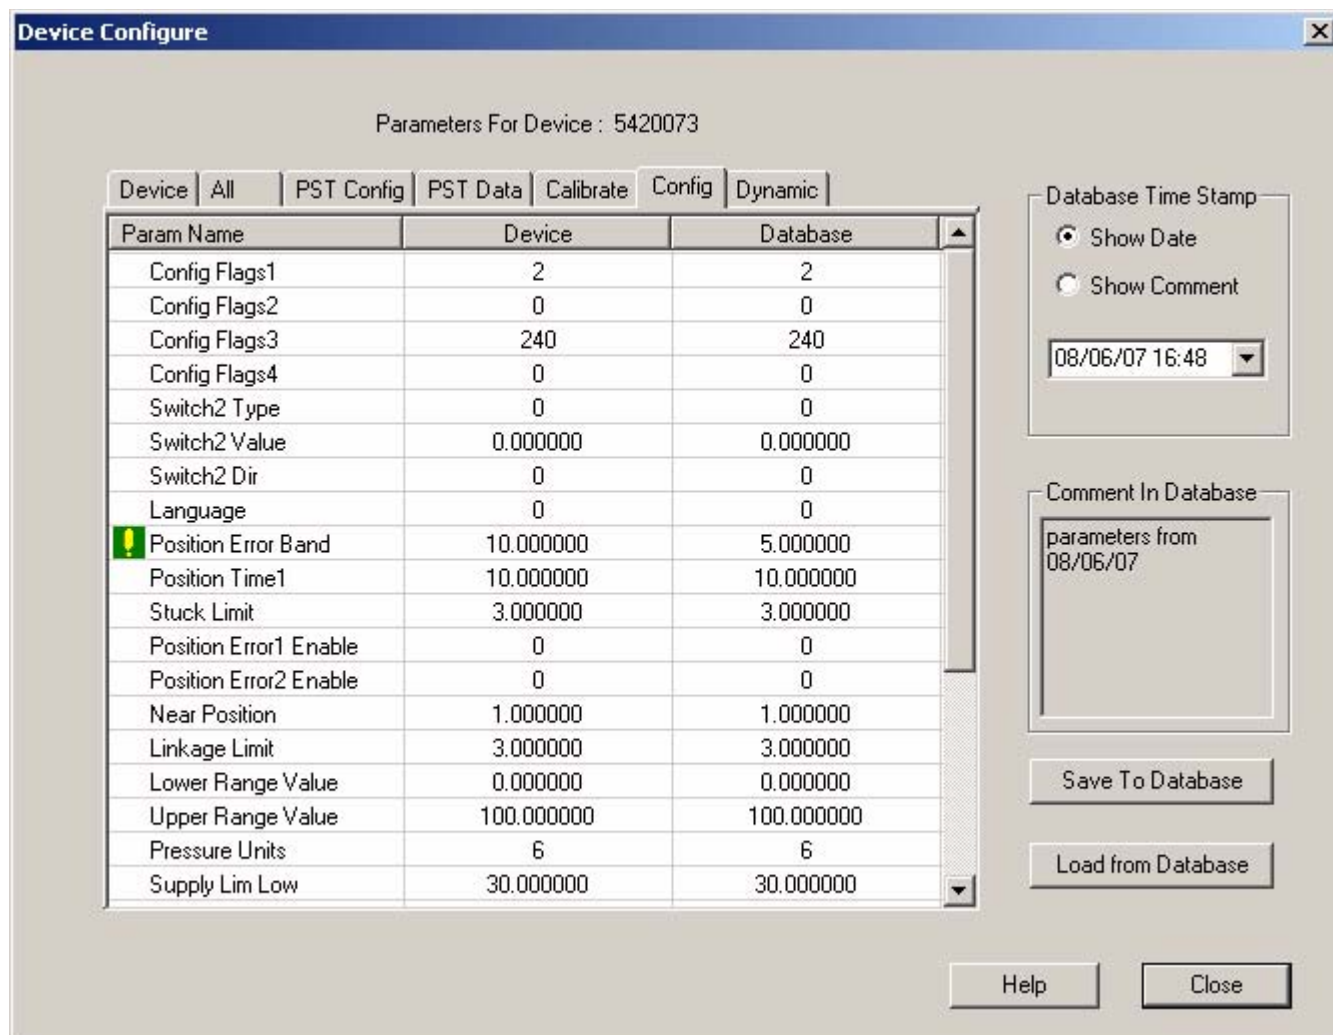 Device Configure
Parameters For Device : 5420073
Device All PST Config PST Data Calibrate Config Dynamic
Param Name Device Database
Config Flags1 2 2
Config Flags2 0 0
Config Flags3 240 240
Config Flags4 0 0
Switch2 Type 0 0
Switch2 Value 0.000000 0.000000
Switch2 Dir 0 0
Language 0 0
Position Error Band 10.000000 5.000000
Position Time1 10.000000 10.000000
Stuck Limit 3.000000 3.000000
Position Error1 Enable 0 0
Position Error2 Enable 0 0
Near Position 1.000000 1.000000
Linkage Limit 3.000000 3.000000
Lower Range Value 0.000000 0.000000
Upper Range Value 100.000000 100.000000
Pressure Units 6 6
Supply Lim Low 30.000000 30.000000
Database Time Stamp
Show Date
Show Comment
08/06/07 16:48
Comment In Database
parameters from
08/06/07
Save To Database
Load from Database
Help Close